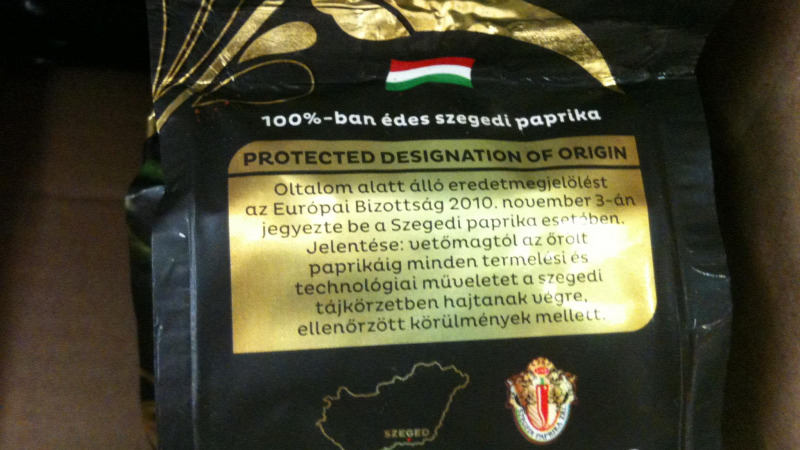 100%-ban édes szegedi paprika
PROTECTED DESIGNATION OF ORIGIN
Oltalom alatt álló eredetmegjelölést
az Európai Bizottság 2010. november 3-án
jegyezte be a Szegedi paprika esetében.
Jelentése: vetőmagtól az őrölt
paprikáig minden termelési és
technológiai műveletet a szegedi
tájkörzetben hajtanak végre,
ellenőrzött körülmények mellett.
SZEGED